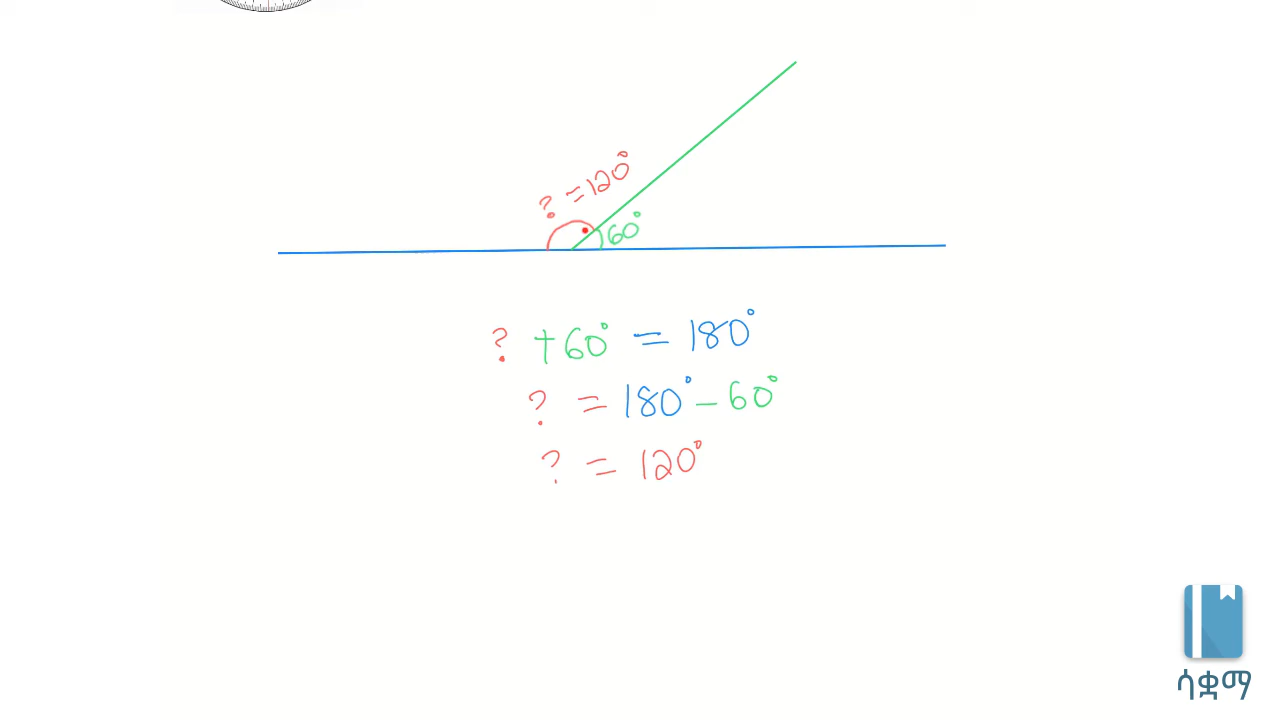 ? = 120°
60°
? + 60° = 180°
? = 180° - 60°
? = 120°
ሳቋማ